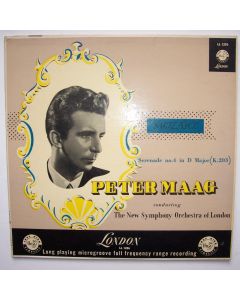 London
MOZART
Serenade no.4 in D Major (K.203)
PETER MAAG
conducting
The New Symphony Orchestra of London
LONDON
Long playing microgroove full frequency range recording